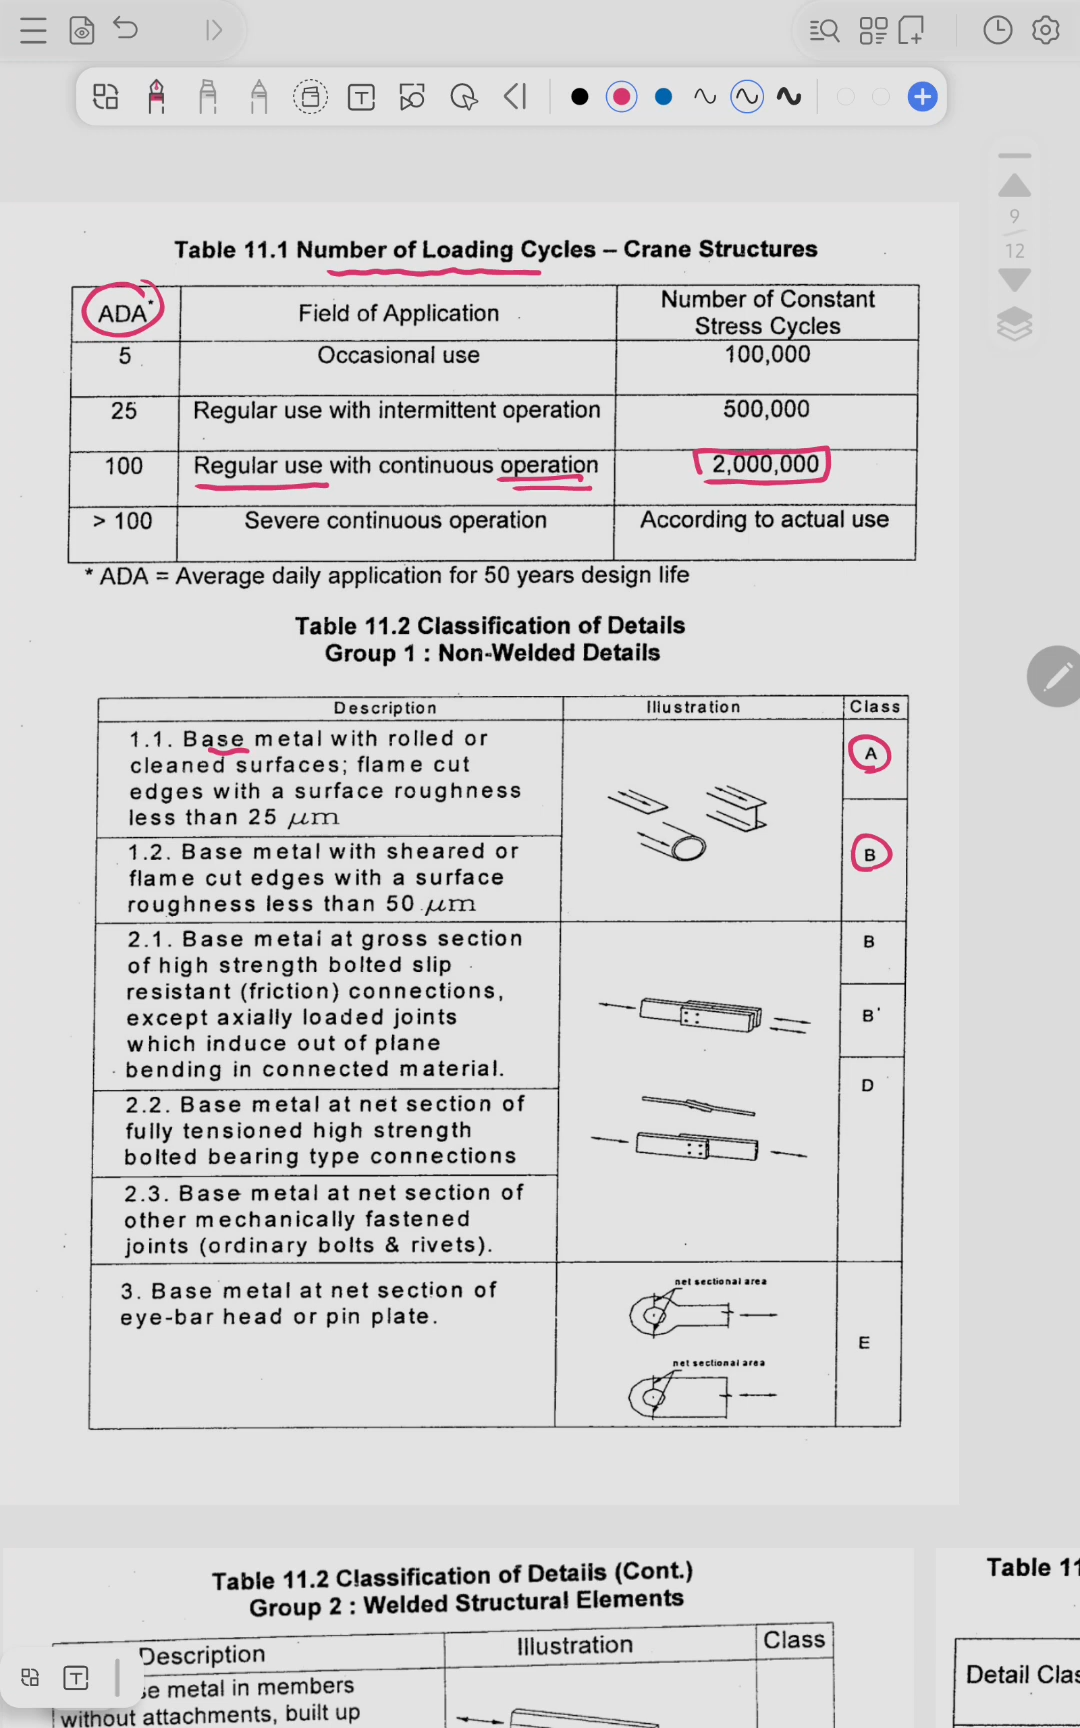 9
12
Table 11.1 Number of Loading Cycles – Crane Structures
ADA*
Field of Application
Number of Constant
Stress Cycles
5
Occasional use
100,000
25
Regular use with intermittent operation
500,000
100
Regular use with continuous operation
2,000,000
> 100
Severe continuous operation
According to actual use
* ADA = Average daily application for 50 years design life
Table 11.2 Classification of Details
Group 1 : Non-Welded Details
Description
Illustration
Class
1.1. Base metal with rolled or
cleaned surfaces; flame cut
edges with a surface roughness
less than 25 μm
A
1.2. Base metal with sheared or
flame cut edges with a surface
roughness less than 50 μm
B
2.1. Base metal at gross section
of high strength bolted slip
resistant (friction) connections,
except axially loaded joints
which induce out of plane
bending in connected material.
B
B'
2.2. Base metal at net section of
fully tensioned high strength
bolted bearing type connections
D
2.3. Base metal at net section of
other mechanically fastened
joints (ordinary bolts & rivets).
3. Base metal at net section of
eye-bar head or pin plate.
net sectional area
net sectional area
E
Table 11.2 Classification of Details (Cont.)
Group 2 : Welded Structural Elements
Description
Illustration
Class
metal in members
without attachments, built up
Table 11
Detail Clas